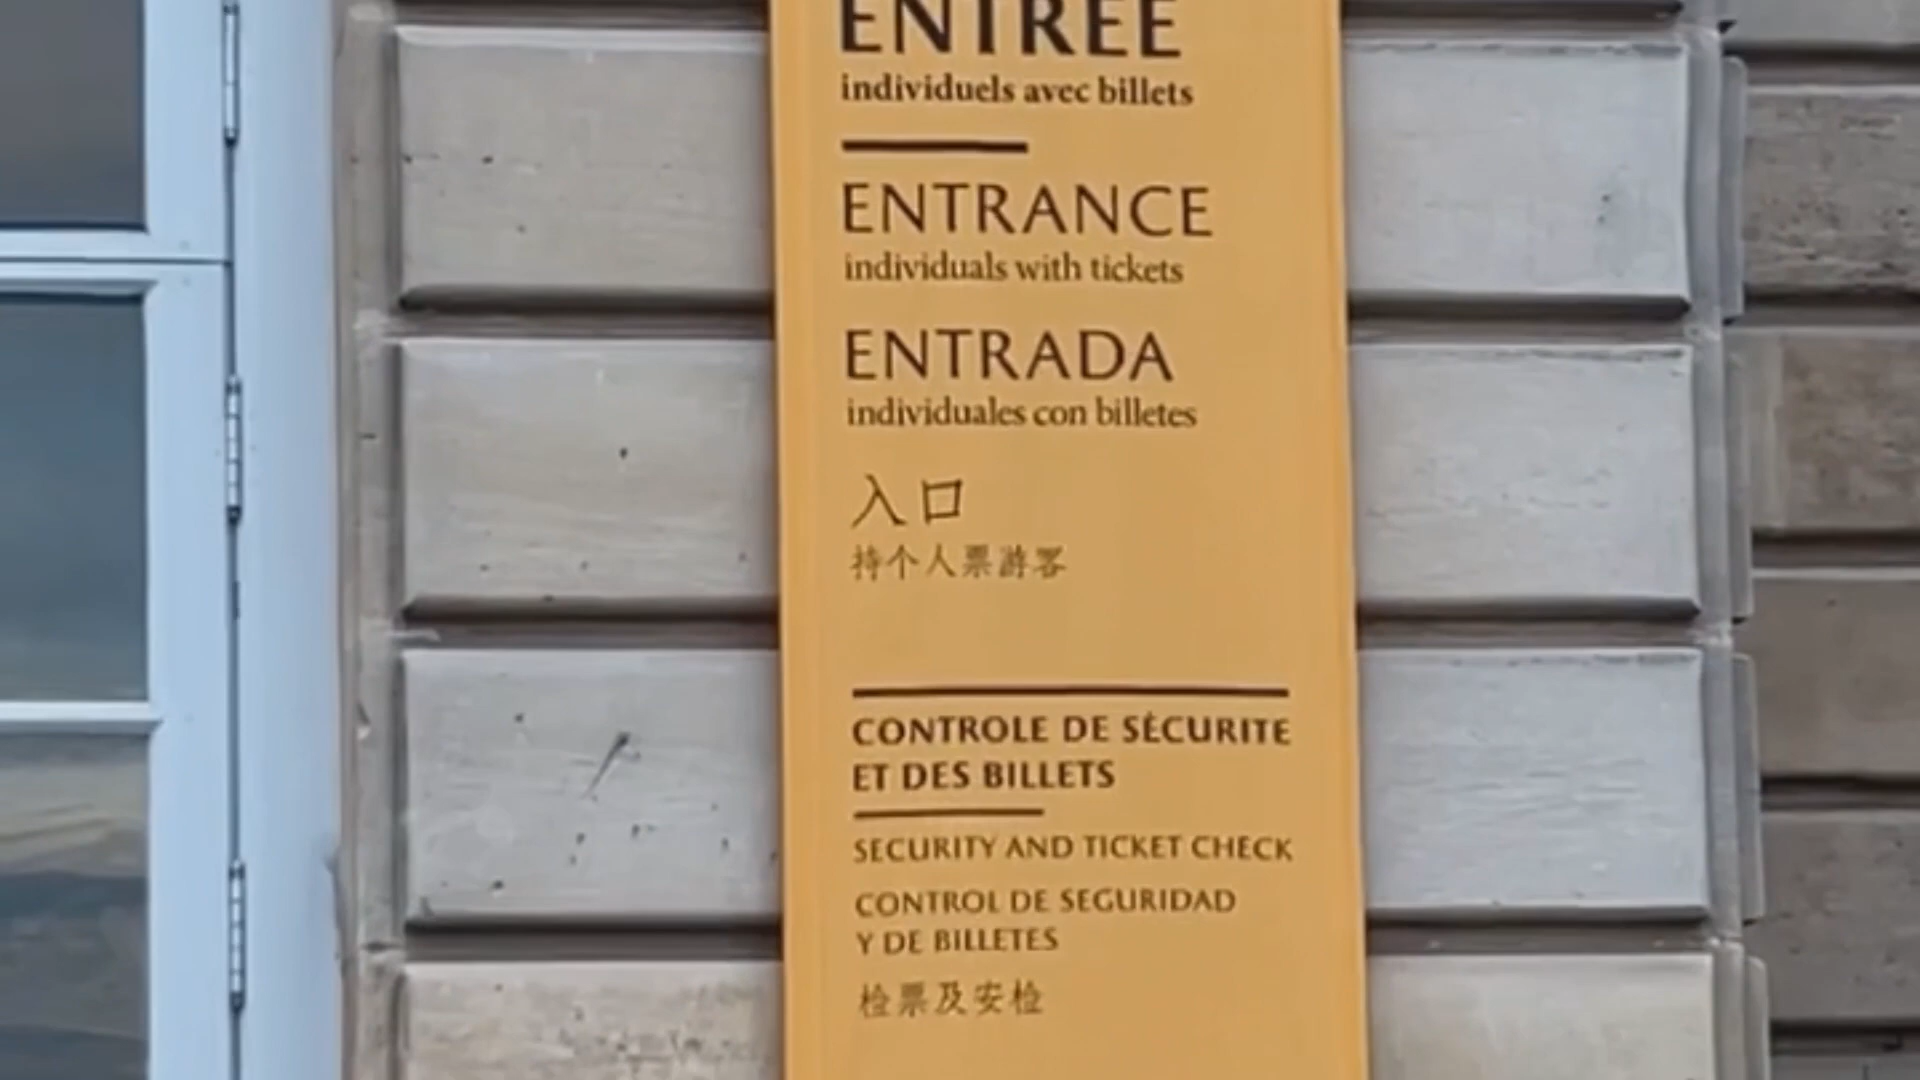 ENTRÉE
individuels avec billets
ENTRANCE
individuals with tickets
ENTRADA
individuales con billetes
入口
持个人票游客
CONTROLE DE SÉCURITE
ET DES BILLETS
SECURITY AND TICKET CHECK
CONTROL DE SEGURIDAD
Y DE BILLETES
检票及安检